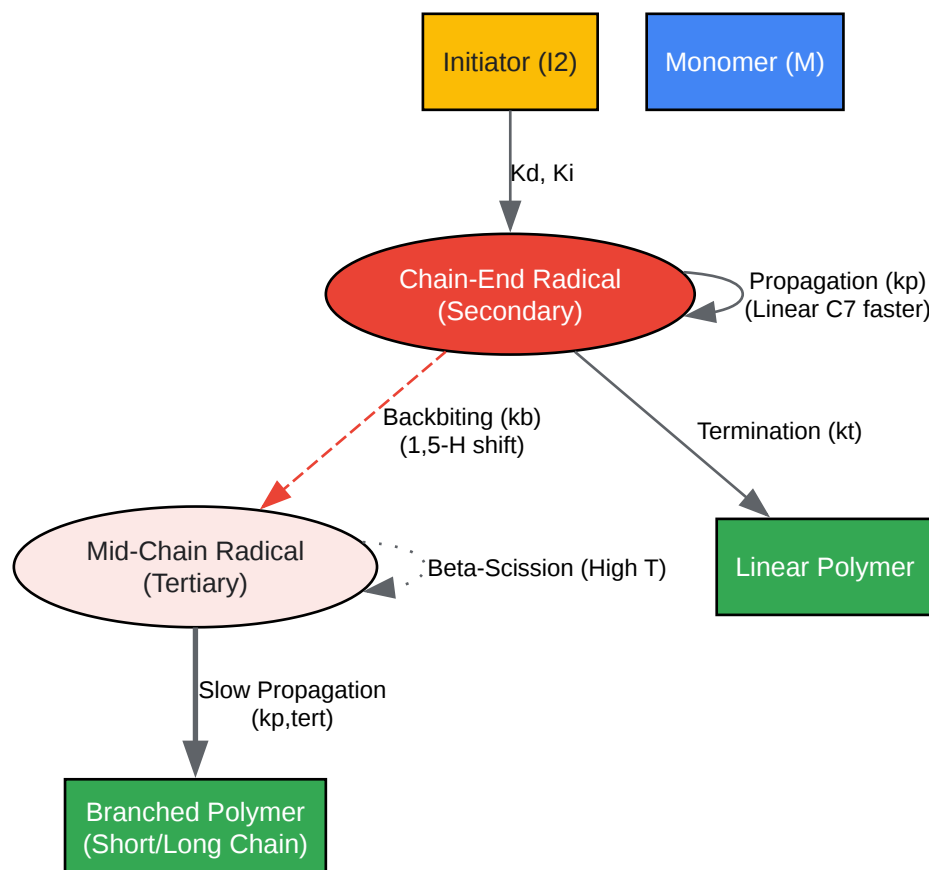 Initiator (I2)
Monomer (M)
Kd, Ki
Chain-End Radical
(Secondary)
Propagation (kp)
(Linear C7 faster)
Backbiting (kb)
(1,5-H shift)
Termination (kt)
Mid-Chain Radical
(Tertiary)
Beta-Scission (High T)
Linear Polymer
Slow Propagation
(kp,tert)
Branched Polymer
(Short/Long Chain)